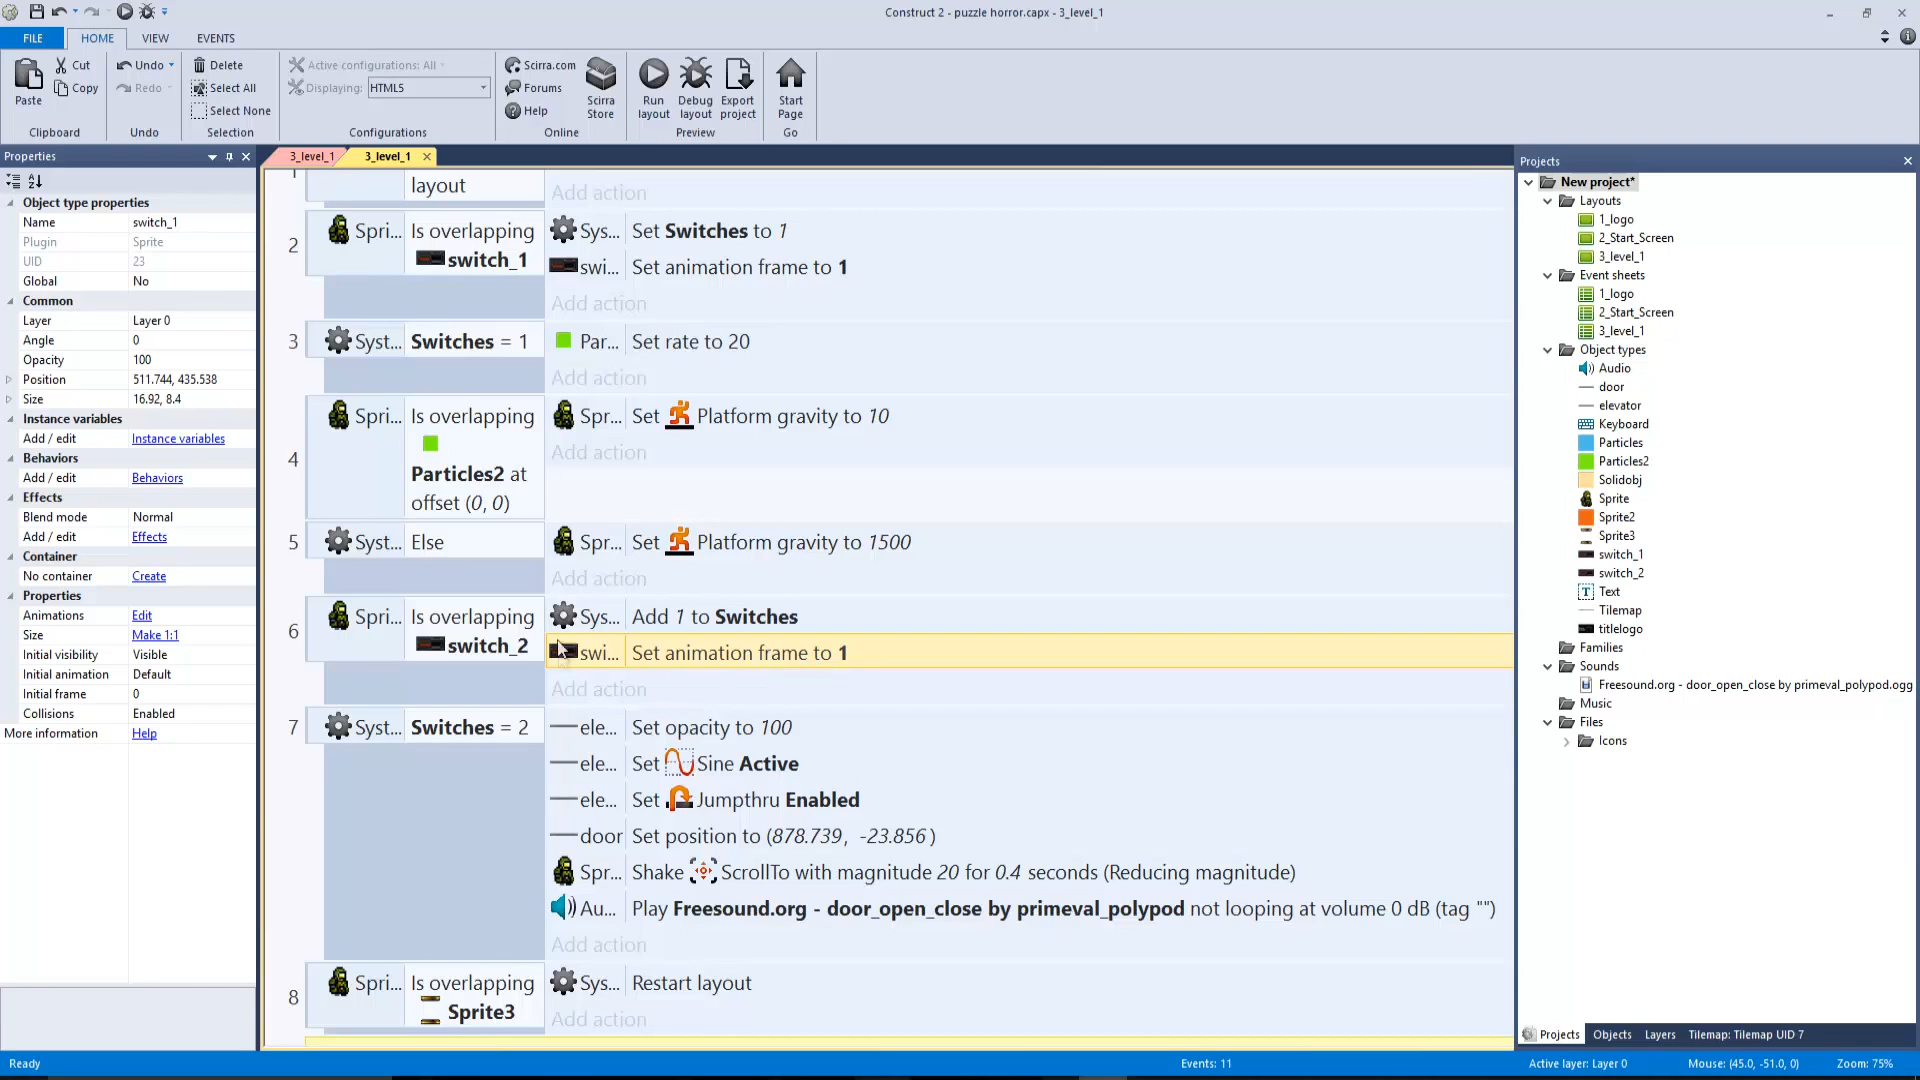 Construct 2 - puzzle horror.capx - 3_level_1
FILE HOME VIEW EVENTS
Paste
Cut
Copy
Clipboard
Undo
Redo
Undo
Delete
Select All
Select None
Selection
Active configurations: All
Displaying: HTML5
Configurations
Scirra.com
Forums
Help
Scirra Store
Online
Run layout
Debug layout
Export project
Preview
Start Page
Go
Properties
Object type properties
Name switch_1
Plugin Sprite
UID 23
Global No
Common
Layer Layer 0
Angle 0
Opacity 100
Position 511.744, 435.538
Size 16.92, 8.4
Instance variables
Add / edit Instance variables
Behaviors
Add / edit Behaviors
Effects
Blend mode Normal
Add / edit Effects
Container
No container Create
Properties
Animations Edit
Size Make 1:1
Initial visibility Visible
Initial animation Default
Initial frame 0
Collisions Enabled
More information Help
3_level_1 3_level_1
1
layout
Add action
2
Spri... Is overlapping switch_1
Sys... Set Switches to 1
swi... Set animation frame to 1
Add action
3
Syst... Switches = 1
Par... Set rate to 20
Add action
4
Spri... Is overlapping
Particles2 at
offset (0, 0)
Spr... Set Platform gravity to 10
Add action
5
Syst... Else
Spr... Set Platform gravity to 1500
Add action
6
Spri... Is overlapping
switch_2
Sys... Add 1 to Switches
swi... Set animation frame to 1
Add action
7
Syst... Switches = 2
ele... Set opacity to 100
ele... Set Sine Active
ele... Set Jumpthru Enabled
door Set position to (878.739, -23.856 )
Spr... Shake ScrollTo with magnitude 20 for 0.4 seconds (Reducing magnitude)
Au... Play Freesound.org - door_open_close by primeval_polypod not looping at volume 0 dB (tag "")
Add action
8
Spri... Is overlapping
Sprite3
Sys... Restart layout
Add action
Projects
New project*
Layouts
1_logo
2_Start_Screen
3_level_1
Event sheets
1_logo
2_Start_Screen
3_level_1
Object types
Audio
door
elevator
Keyboard
Particles
Particles2
Solidobj
Sprite
Sprite2
Sprite3
switch_1
switch_2
Text
Tilemap
titlelogo
Families
Sounds
Freesound.org - door_open_close by primeval_polypod.ogg
Music
Files
Icons
Projects Objects Layers Tilemap: Tilemap UID 7
Ready Events: 11 Active layer: Layer 0 Mouse: (45.0, -51.0, 0) Zoom: 75%